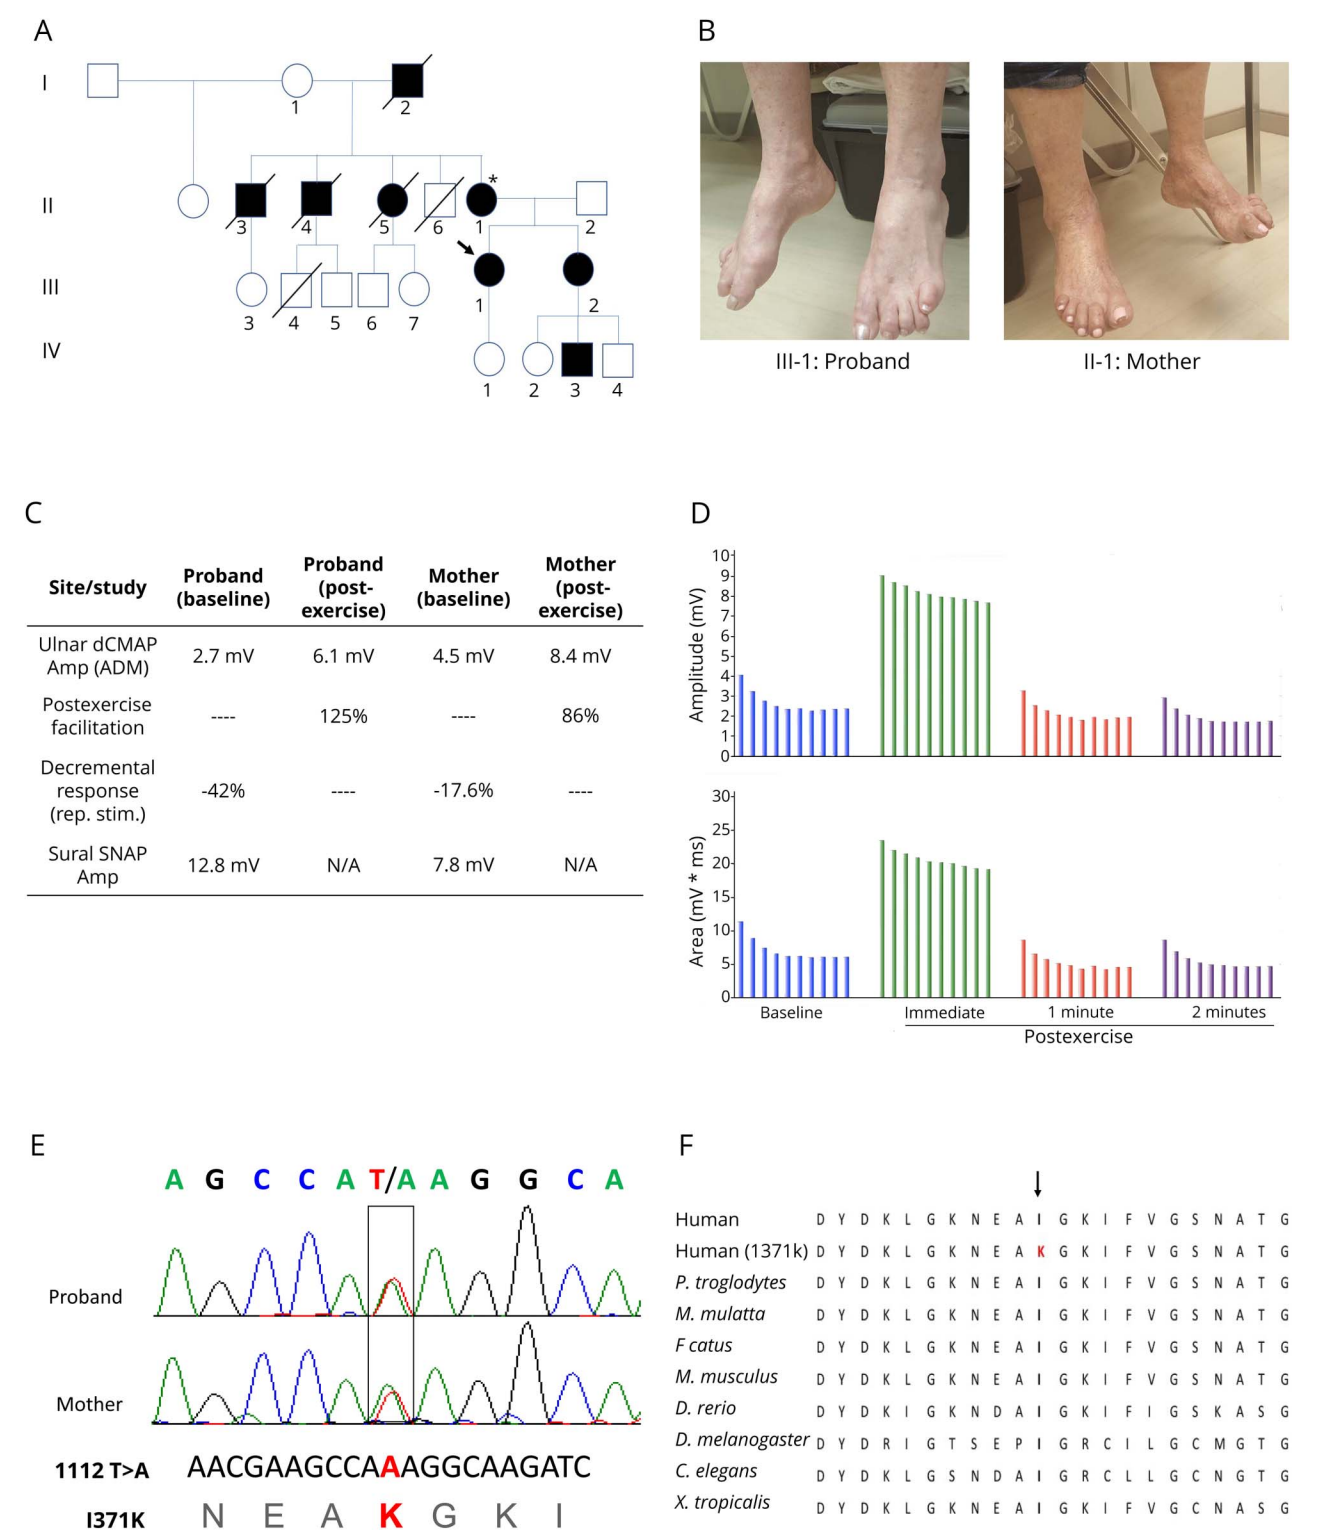 A
I
1
2
II
3
4
5
6
*
1
2
III
3
4
5
6
7
1
2
IV
1
2
3
4
B
III-1: Proband
II-1: Mother
C
Site/study
Proband
(baseline)
Proband
(post-
exercise)
Mother
(baseline)
Mother
(post-
exercise)
Ulnar dCMAP
Amp (ADM)
2.7 mV
6.1 mV
4.5 mV
8.4 mV
Postexercise
facilitation
----
125%
----
86%
Decremental
response
(rep. stim.)
-42%
----
-17.6%
----
Sural SNAP
Amp
12.8 mV
N/A
7.8 mV
N/A
D
Amplitude (mV)
10
9
8
7
6
5
4
3
2
1
0
Area (mV * ms)
30
25
20
15
10
5
0
Baseline
Immediate
1 minute
2 minutes
Postexercise
E
A G C C A T/A A G G C A
Proband
Mother
1112 T>A AACGAAGCCAAAGGCAAGATC
I371K N E A K G K I
F
Human D Y D K L G K N E A I G K I F V G S N A T G
Human (1371k) D Y D K L G K N E A K G K I F V G S N A T G
P. troglodytes D Y D K L G K N E A I G K I F V G S N A T G
M. mulatta D Y D K L G K N E A I G K I F V G S N A T G
F catus D Y D K L G K N E A I G K I F V G S N A T G
M. musculus D Y D K L G K N E A I G K I F V G S N A T G
D. rerio D Y D K I G K N D A I G K I F I G S K A S G
D. melanogaster D Y D R I G T S E P I G R C I L G C M G T G
C. elegans D Y D K L G S N D A I G R C L L G C N G T G
X. tropicalis D Y D K L G K N E A I G K I F V G C N A S G